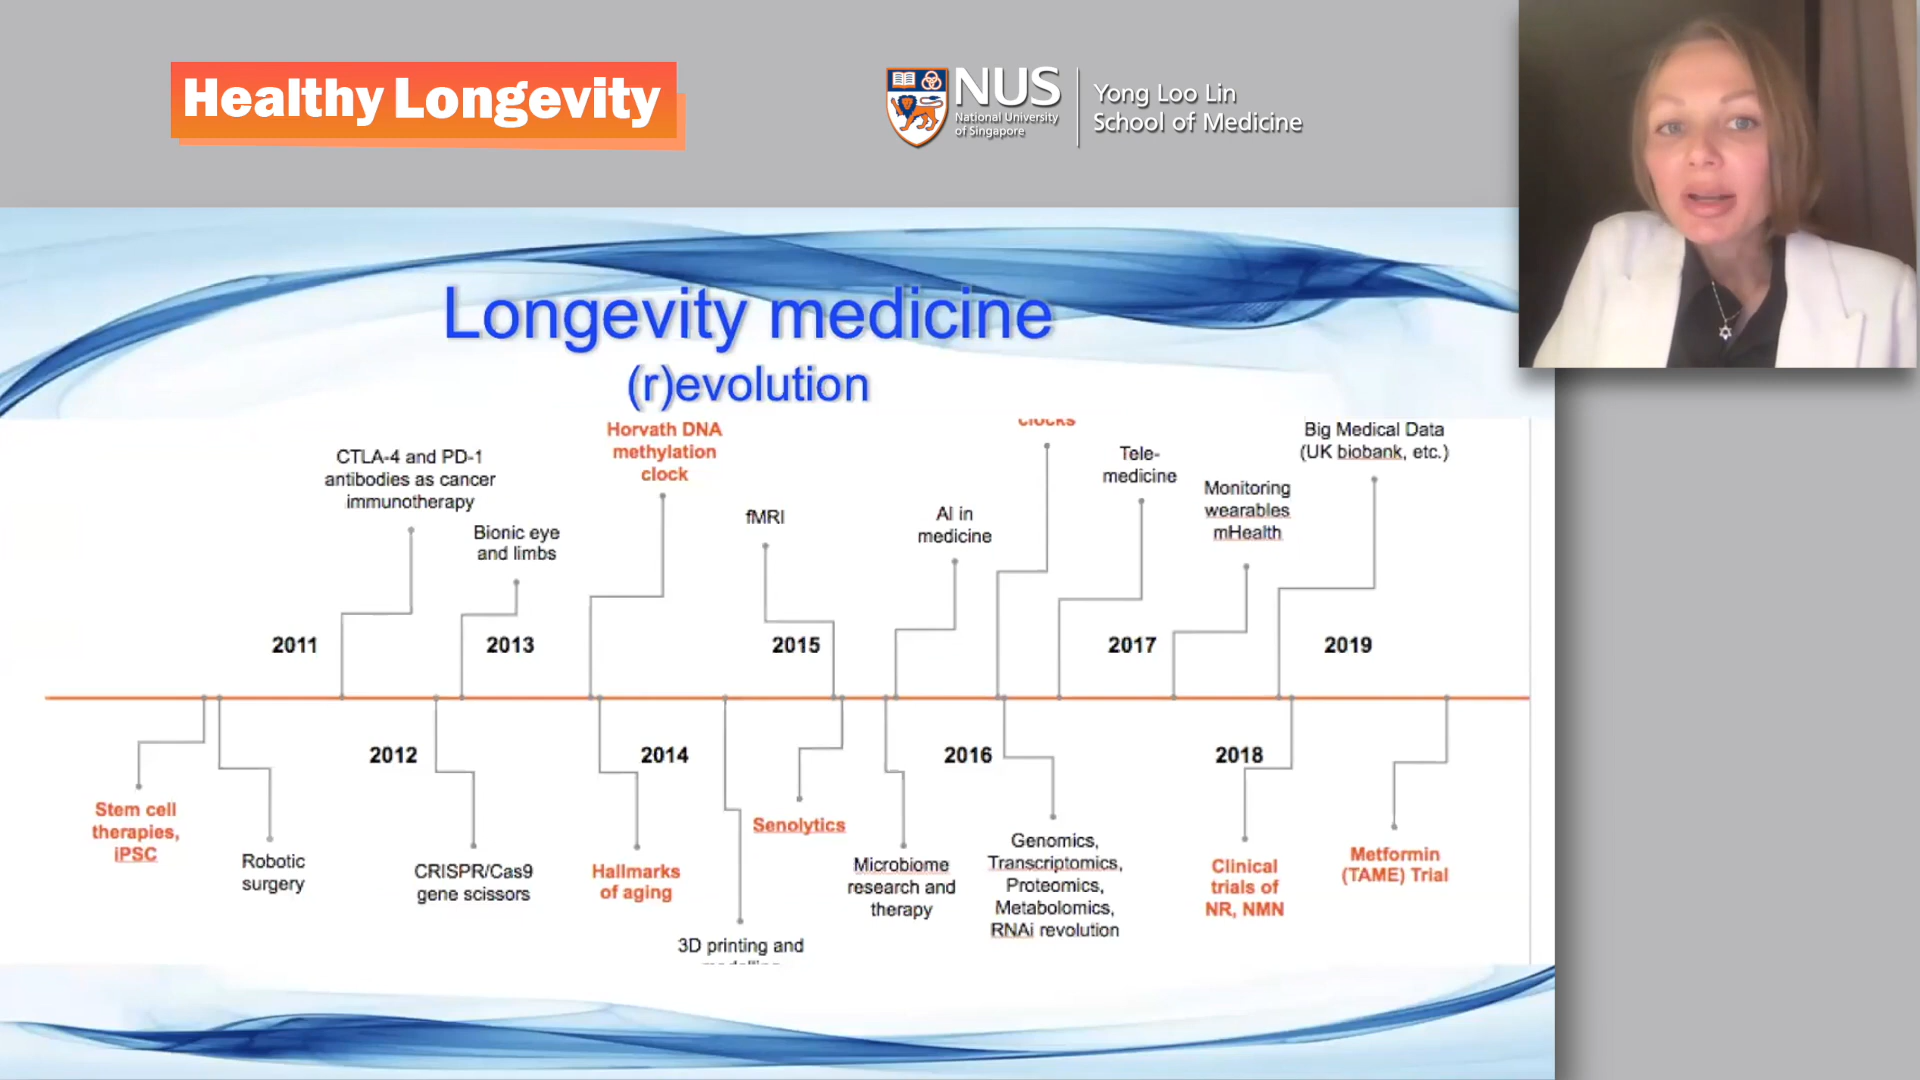 Healthy Longevity
NUS
National University
of Singapore
Yong Loo Lin
School of Medicine
Longevity medicine
(r)evolution
CTLA-4 and PD-1
antibodies as cancer
immunotherapy
Bionic eye
and limbs
Horvath DNA
methylation
clock
fMRI
AI in
medicine
clocks
Tele-
medicine
Monitoring
wearables
mHealth
Big Medical Data
(UK biobank, etc.)
2011
2013
2015
2017
2019
2012
2014
2016
2018
Stem cell
therapies,
iPSC
Robotic
surgery
CRISPR/Cas9
gene scissors
Hallmarks
of aging
3D printing and
Senolytics
Microbiome
research and
therapy
Genomics,
Transcriptomics,
Proteomics,
Metabolomics,
RNAi revolution
Clinical
trials of
NR, NMN
Metformin
(TAME) Trial